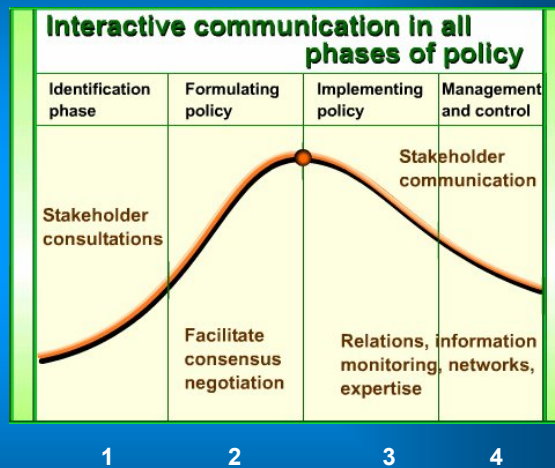 Interactive communication in all
phases of policy
Identification
phase
Formulating
policy
Implementing
policy
Management
and control
Stakeholder
communication
Stakeholder
consultations
Facilitate
consensus
negotiation
Relations, information
monitoring, networks,
expertise
1 2 3 4